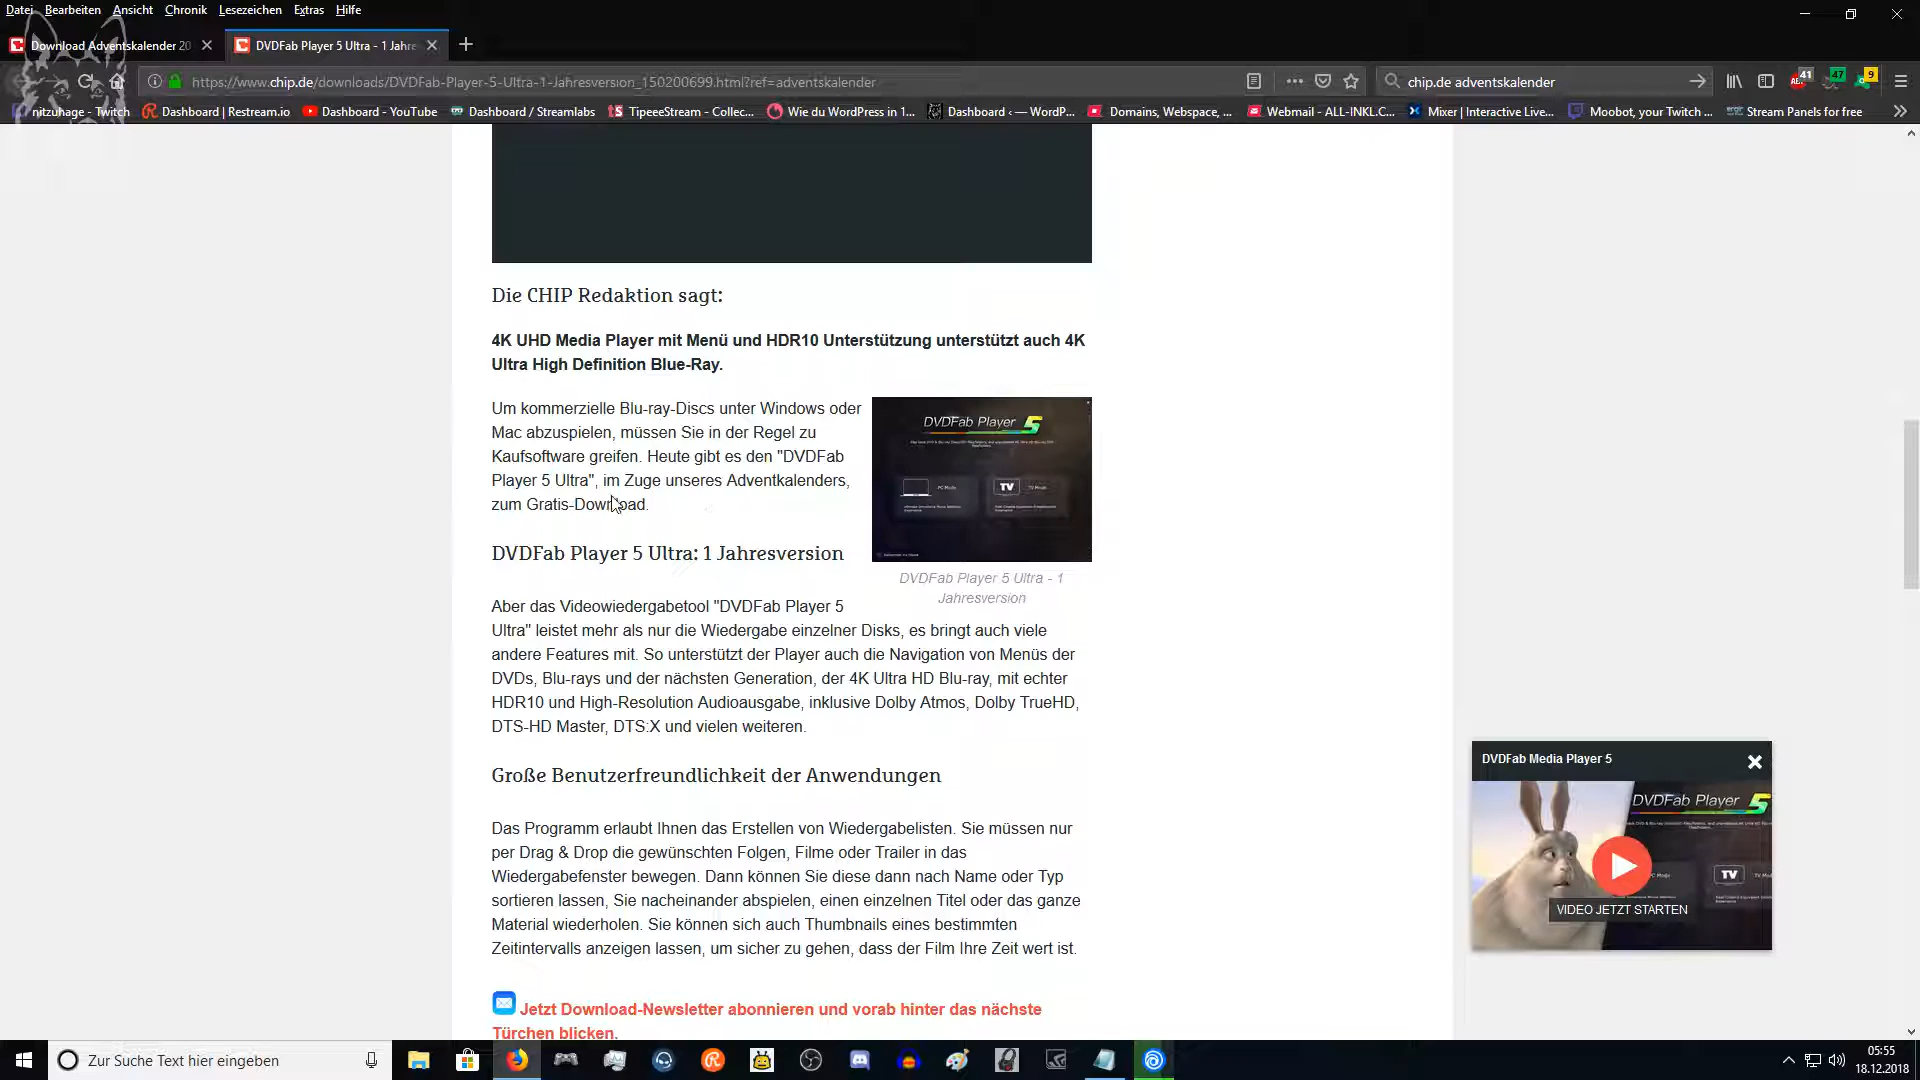 Datei Bearbeiten Ansicht Chronik Lesezeichen Extras Hilfe
Download Adventskalender 20
DVDFab Player 5 Ultra - 1 Jahre
https://www.chip.de/downloads/DVDFab-Player-5-Ultra-1-Jahresversion_150200699.html?ref=adventskalender
chip.de adventskalender
41
47
9
nitzuhage - Twitch
Dashboard | Restream.io
Dashboard - YouTube
Dashboard / Streamlabs
TipeeeStream - Collec...
Wie du WordPress in 1...
Dashboard ‹ — WordP...
Domains, Webspace, ...
Webmail - ALL-INKL.C...
Mixer | Interactive Live...
Moobot, your Twitch ...
Stream Panels for free
Die CHIP Redaktion sagt:
4K UHD Media Player mit Menü und HDR10 Unterstützung unterstützt auch 4K
Ultra High Definition Blue-Ray.
Um kommerzielle Blu-ray-Discs unter Windows oder
Mac abzuspielen, müssen Sie in der Regel zu
Kaufsoftware greifen. Heute gibt es den "DVDFab
Player 5 Ultra", im Zuge unseres Adventkalenders,
zum Gratis-Download.
DVDFab Player 5
PC Mode
TV
TV Mode
DVDFab Player 5 Ultra - 1
Jahresversion
DVDFab Player 5 Ultra: 1 Jahresversion
Aber das Videowiedergabetool "DVDFab Player 5
Ultra" leistet mehr als nur die Wiedergabe einzelner Disks, es bringt auch viele
andere Features mit. So unterstützt der Player auch die Navigation von Menüs der
DVDs, Blu-rays und der nächsten Generation, der 4K Ultra HD Blu-ray, mit echter
HDR10 und High-Resolution Audioausgabe, inklusive Dolby Atmos, Dolby TrueHD,
DTS-HD Master, DTS:X und vielen weiteren.
Große Benutzerfreundlichkeit der Anwendungen
Das Programm erlaubt Ihnen das Erstellen von Wiedergabelisten. Sie müssen nur
per Drag & Drop die gewünschten Folgen, Filme oder Trailer in das
Wiedergabefenster bewegen. Dann können Sie diese dann nach Name oder Typ
sortieren lassen, Sie nacheinander abspielen, einen einzelnen Titel oder das ganze
Material wiederholen. Sie können sich auch Thumbnails eines bestimmten
Zeitintervalls anzeigen lassen, um sicher zu gehen, dass der Film Ihre Zeit wert ist.
Jetzt Download-Newsletter abonnieren und vorab hinter das nächste
Türchen blicken.
DVDFab Media Player 5
DVDFab Player 5
PC Mode
TV
VIDEO JETZT STARTEN
Zur Suche Text hier eingeben
05:55
18.12.2018